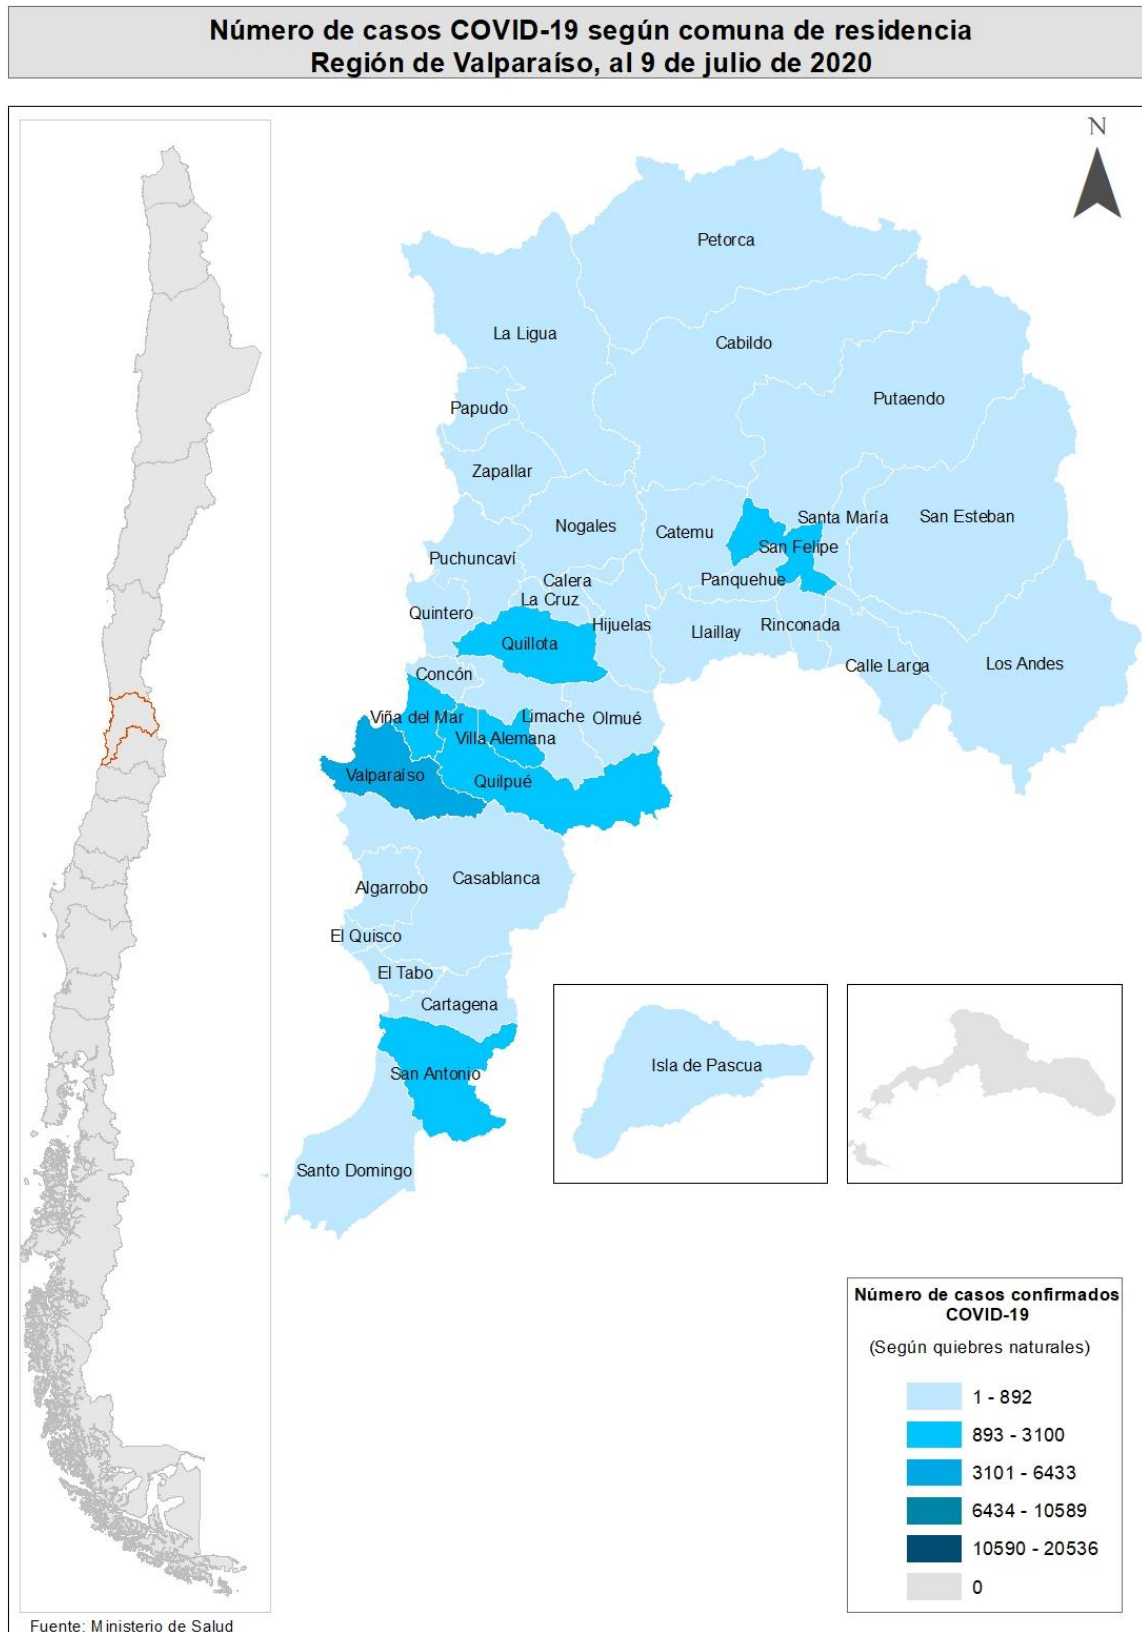 Número de casos COVID-19 según comuna de residencia
Región de Valparaíso, al 9 de julio de 2020
N
Petorca
La Ligua
Cabildo
Putaendo
Papudo
Zapallar
Nogales
Catemu
Santa María
San Esteban
San Felipe
Puchuncaví
Calera
Panquehue
La Cruz
Quintero
Hijuelas
Llaillay
Rinconada
Quillota
Calle Larga
Los Andes
Concón
Viña del Mar
Limache
Olmué
Villa Alemana
Valparaíso
Quilpué
Algarrobo
Casablanca
El Quisco
El Tabo
Cartagena
San Antonio
Isla de Pascua
Santo Domingo
Número de casos confirmados
COVID-19
(Según quiebres naturales)
1 - 892
893 - 3100
3101 - 6433
6434 - 10589
10590 - 20536
0
Fuente: Ministerio de Salud